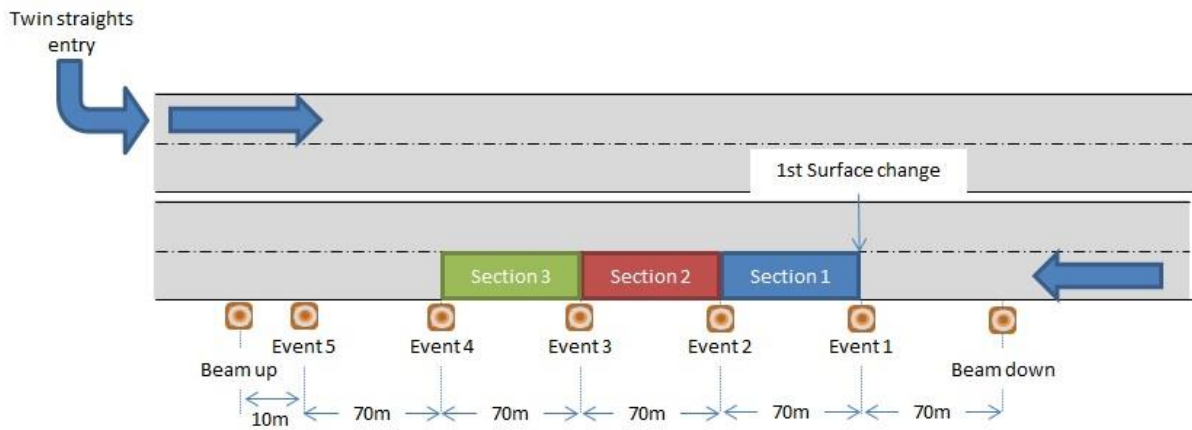 Twin straights
entry
1st Surface change
Section 3
Section 2
Section 1
Event 5
Event 4
Event 3
Event 2
Event 1
Beam up
Beam down
10m
70m
70m
70m
70m
70m